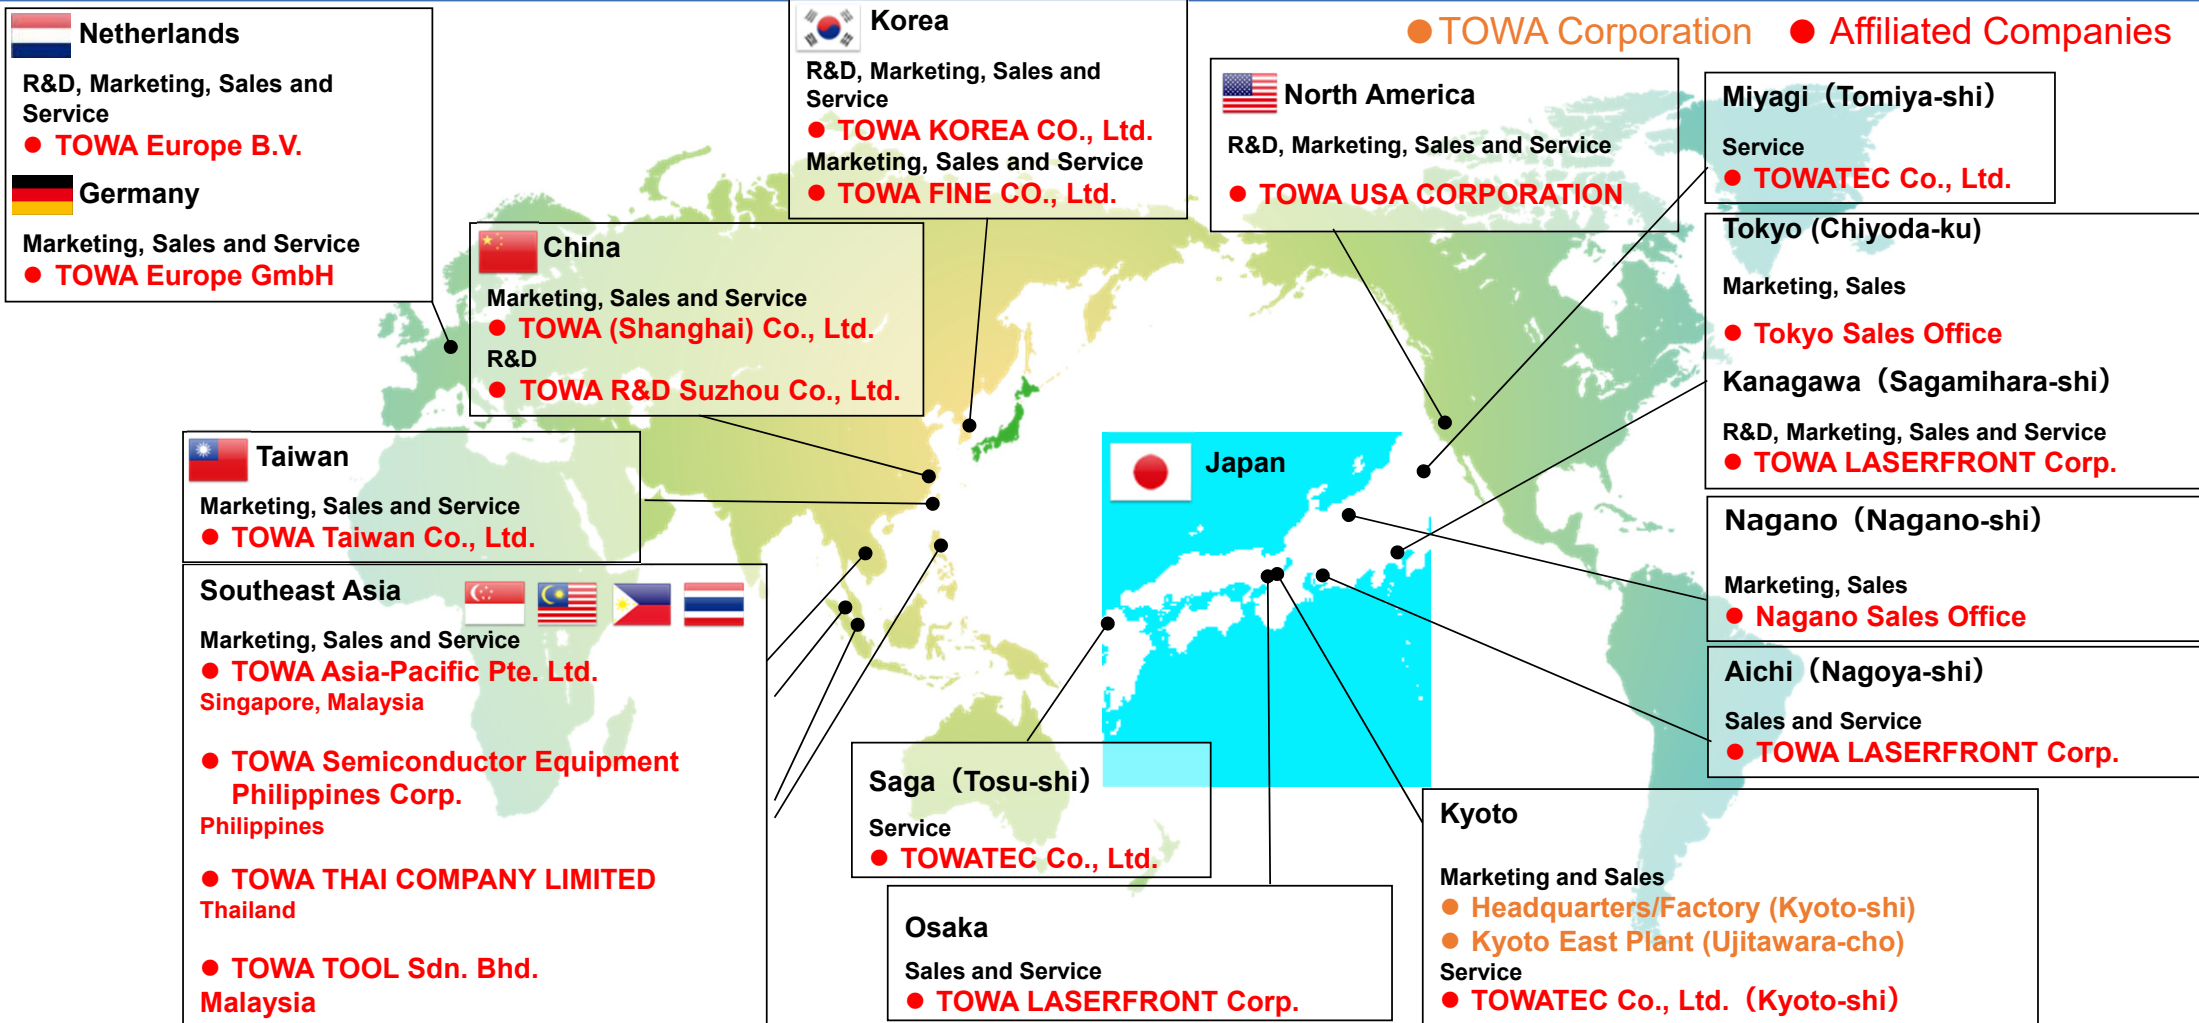 ● TOWA Corporation ● Affiliated Companies
Netherlands
R&D, Marketing, Sales and
Service
● TOWA Europe B.V.
Germany
Marketing, Sales and Service
● TOWA Europe GmbH
Korea
R&D, Marketing, Sales and
Service
● TOWA KOREA CO., Ltd.
Marketing, Sales and Service
● TOWA FINE CO., Ltd.
North America
R&D, Marketing, Sales and Service
● TOWA USA CORPORATION
Miyagi（Tomiya-shi）
Service
● TOWATEC Co., Ltd.
Tokyo (Chiyoda-ku)
Marketing, Sales
● Tokyo Sales Office
Kanagawa（Sagamihara-shi）
R&D, Marketing, Sales and Service
● TOWA LASERFRONT Corp.
China
Marketing, Sales and Service
● TOWA (Shanghai) Co., Ltd.
R&D
● TOWA R&D Suzhou Co., Ltd.
Taiwan
Marketing, Sales and Service
● TOWA Taiwan Co., Ltd.
Japan
Nagano（Nagano-shi）
Marketing, Sales
● Nagano Sales Office
Southeast Asia
Marketing, Sales and Service
● TOWA Asia-Pacific Pte. Ltd.
Singapore, Malaysia
● TOWA Semiconductor Equipment
Philippines Corp.
Philippines
● TOWA THAI COMPANY LIMITED
Thailand
● TOWA TOOL Sdn. Bhd.
Malaysia
Aichi（Nagoya-shi）
Sales and Service
● TOWA LASERFRONT Corp.
Saga（Tosu-shi）
Service
● TOWATEC Co., Ltd.
Osaka
Sales and Service
● TOWA LASERFRONT Corp.
Kyoto
Marketing and Sales
● Headquarters/Factory (Kyoto-shi)
● Kyoto East Plant (Ujitawara-cho)
Service
● TOWATEC Co., Ltd.（Kyoto-shi）